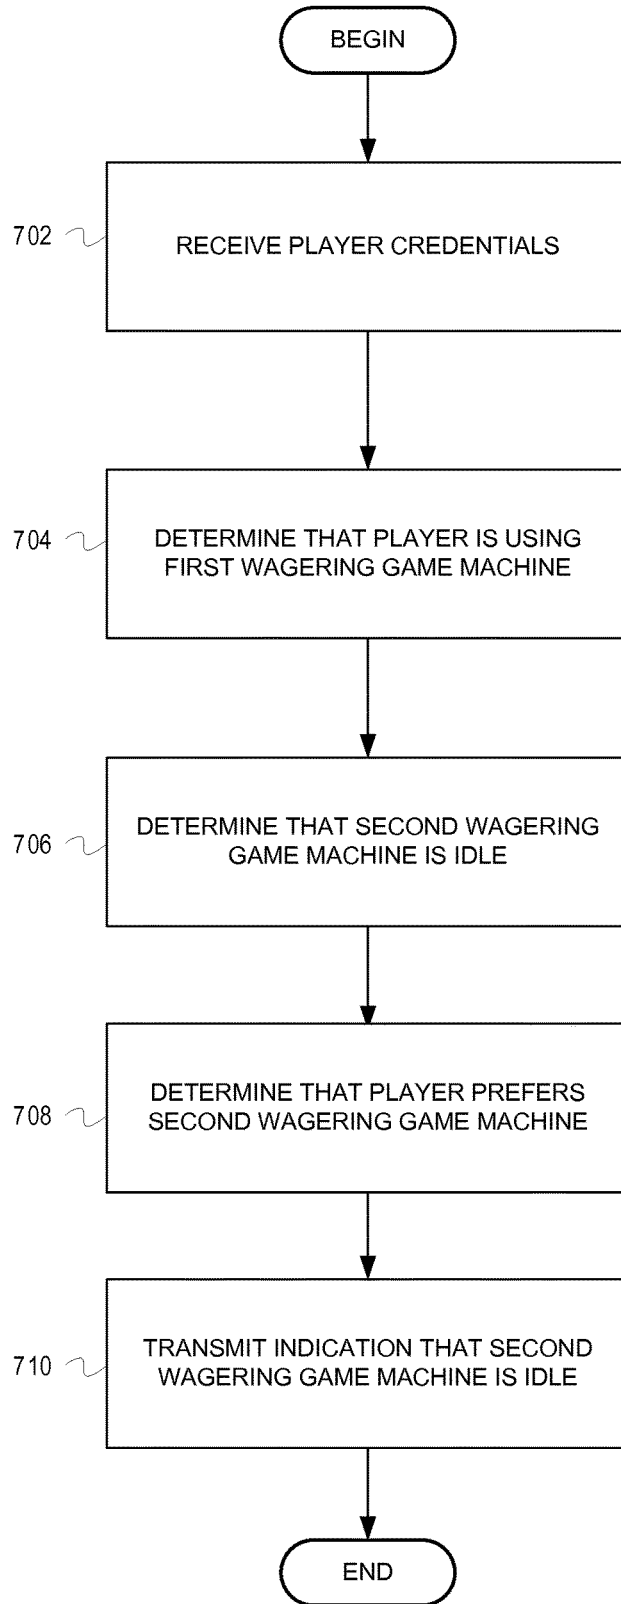 BEGIN
702
RECEIVE PLAYER CREDENTIALS
704
DETERMINE THAT PLAYER IS USING
FIRST WAGERING GAME MACHINE
706
DETERMINE THAT SECOND WAGERING
GAME MACHINE IS IDLE
708
DETERMINE THAT PLAYER PREFERS
SECOND WAGERING GAME MACHINE
710
TRANSMIT INDICATION THAT SECOND
WAGERING GAME MACHINE IS IDLE
END